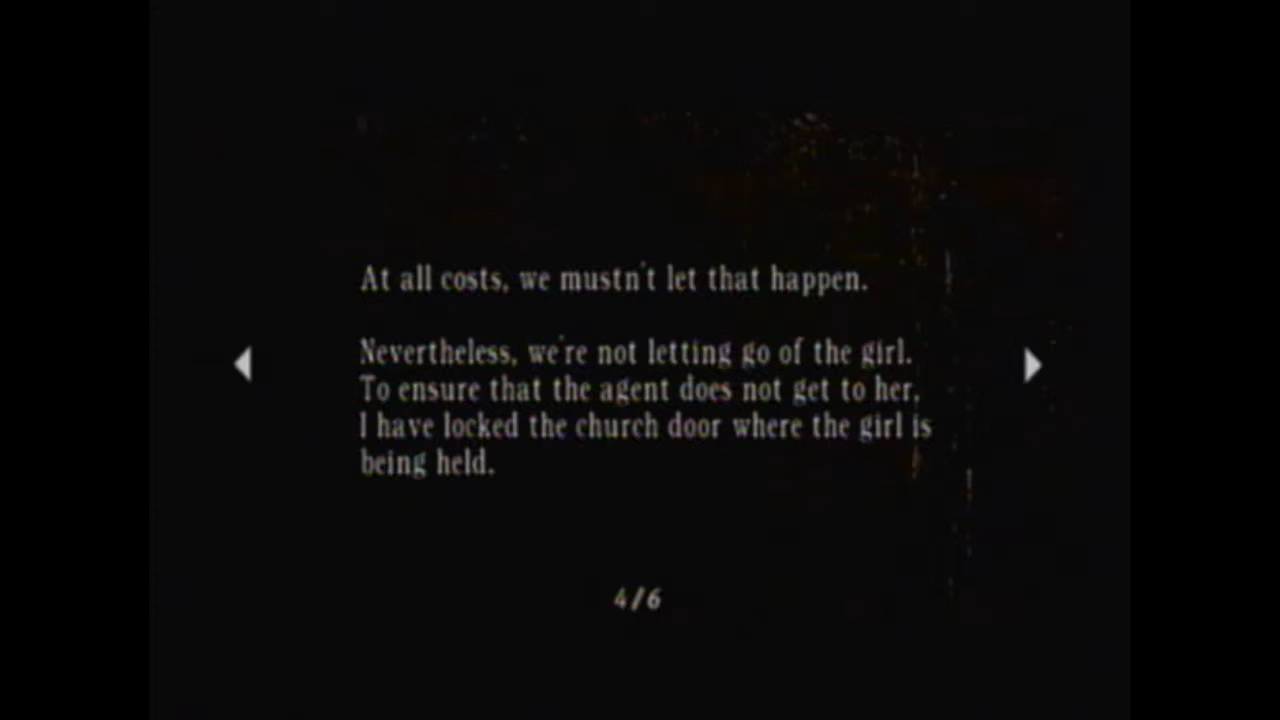 At all costs, we mustn't let that happen.
Nevertheless, we're not letting go of the girl.
To ensure that the agent does not get to her,
I have locked the church door where the girl is
being held.
4/6